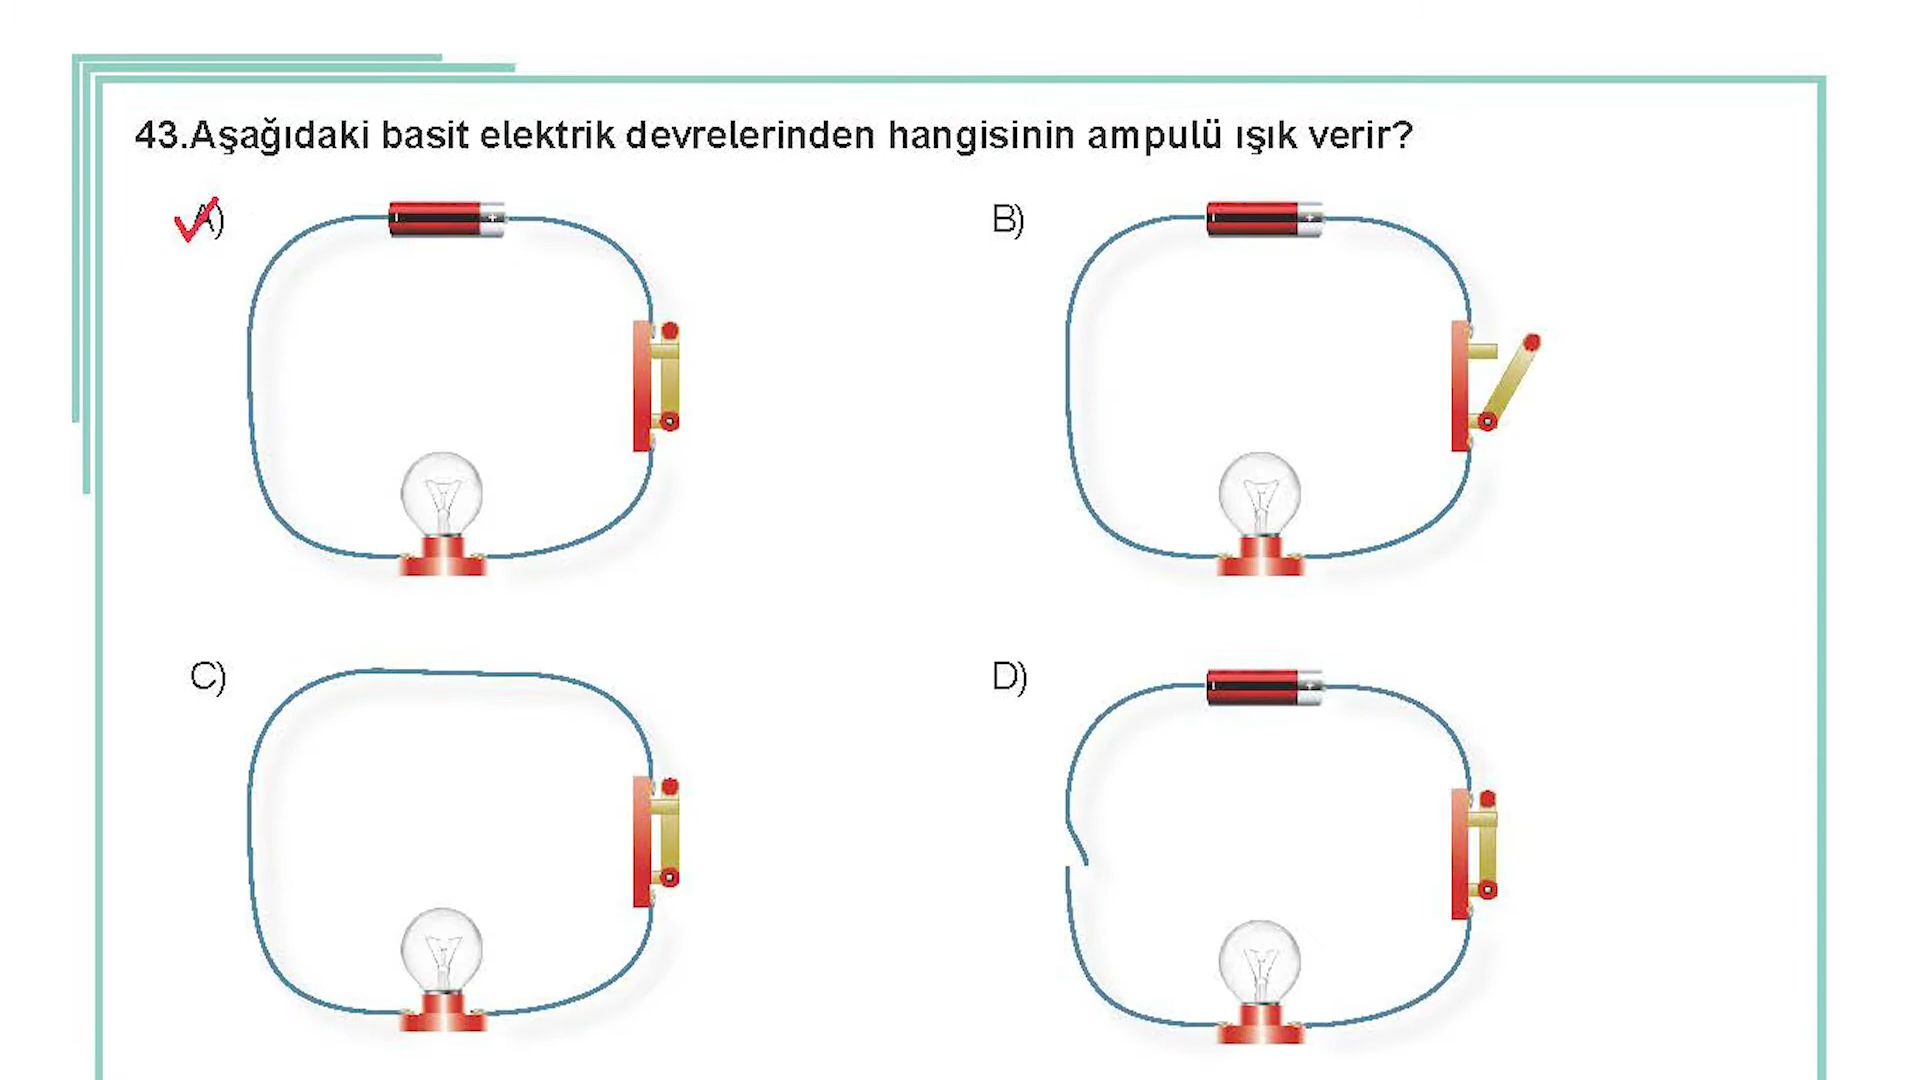 43.Aşağıdaki basit elektrik devrelerinden hangisinin ampulü ışık verir?
A)
B)
- +
- +
C)
D)
- +